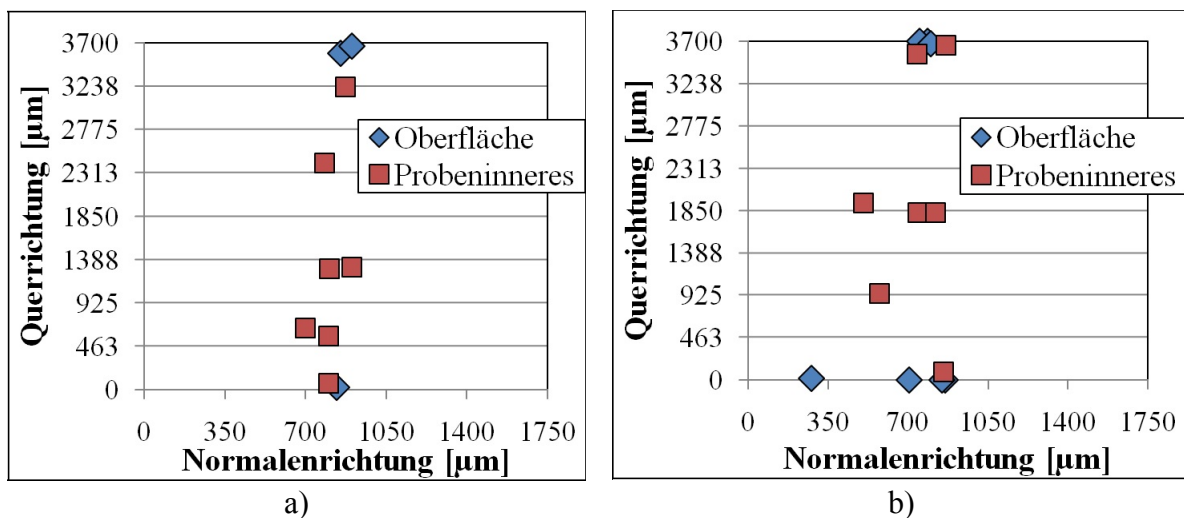 Querrichtung [µm]
3700
3238
2775
2313
1850
1388
925
463
0
Oberfläche
Probeninneres
0 350 700 1050 1400 1750
Normalenrichtung [µm]
a)
Querrichtung [µm]
3700
3238
2775
2313
1850
1388
925
463
0
Oberfläche
Probeninneres
0 350 700 1050 1400 1750
Normalenrichtung [µm]
b)